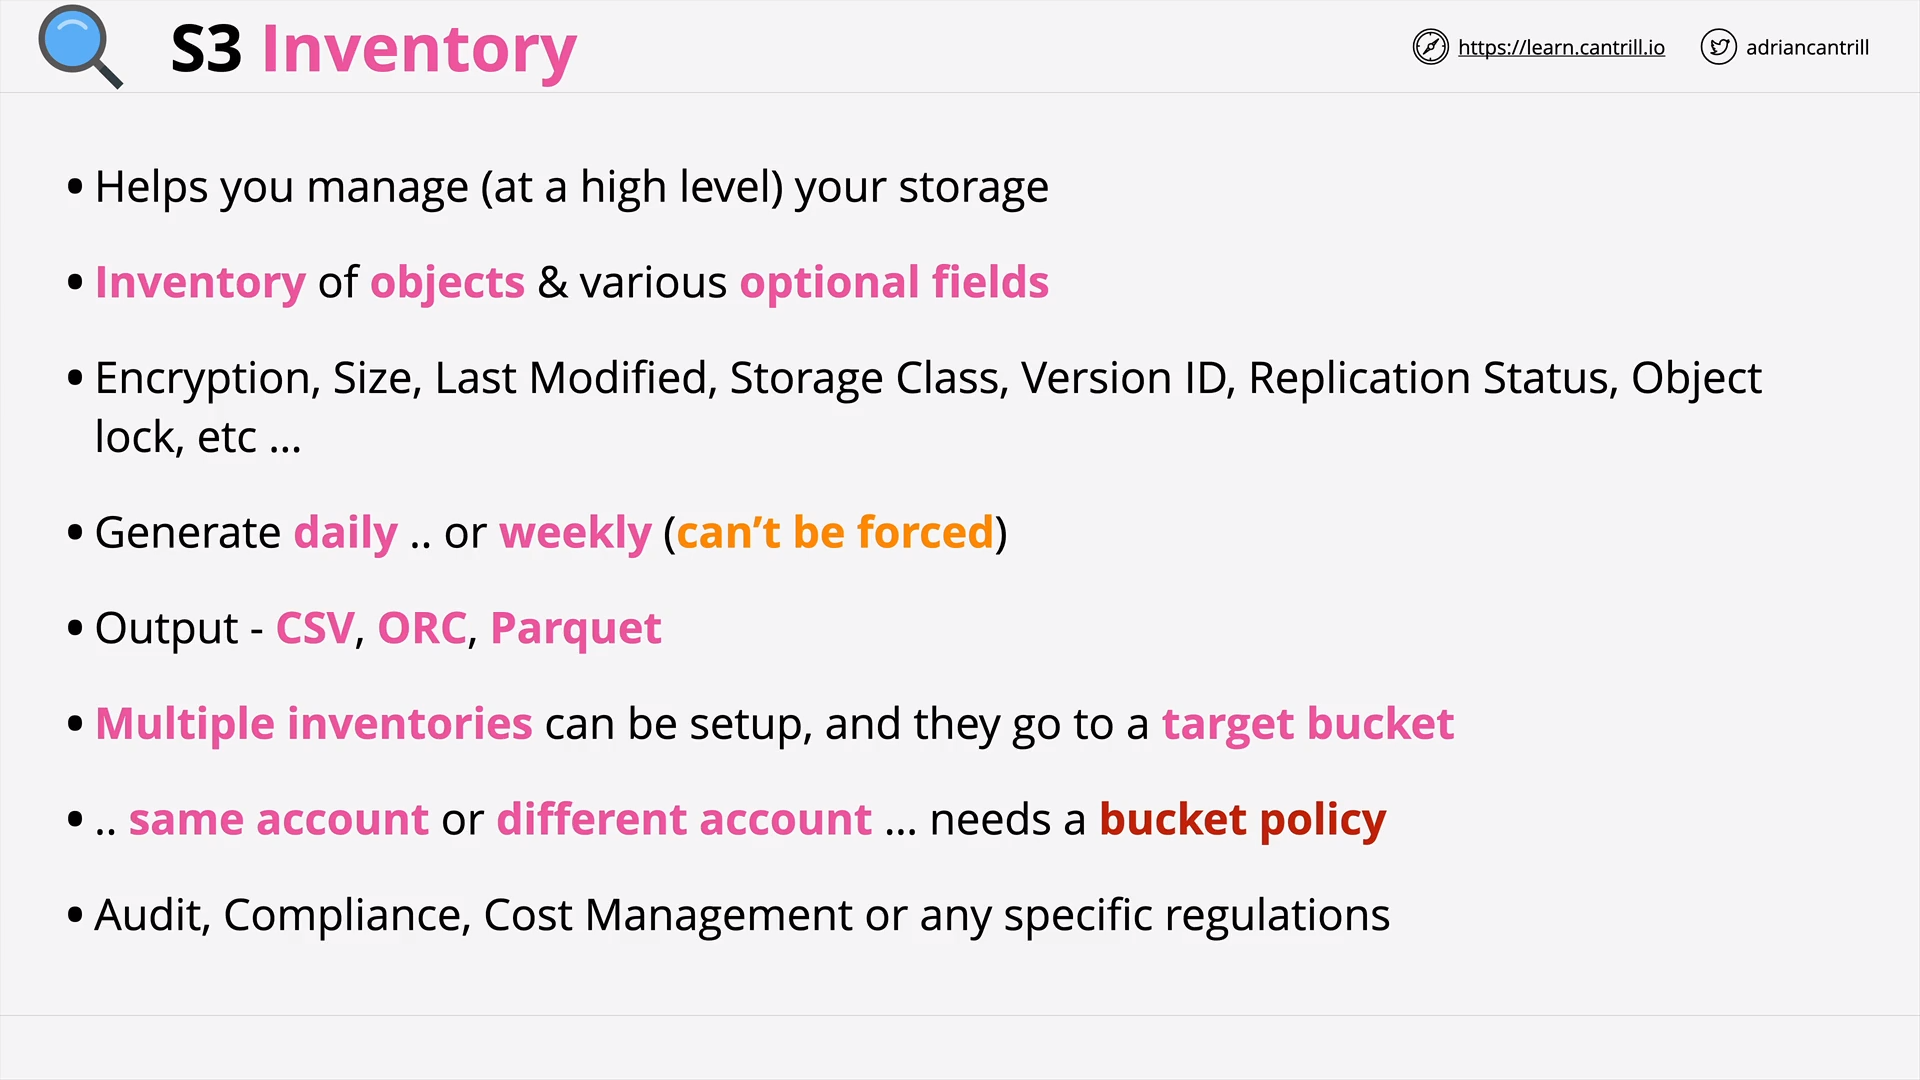 S3 Inventory
https://learn.cantrill.io
adriancantrill
• Helps you manage (at a high level) your storage
• Inventory of objects & various optional fields
• Encryption, Size, Last Modified, Storage Class, Version ID, Replication Status, Object
lock, etc ...
• Generate daily .. or weekly (can’t be forced)
• Output - CSV, ORC, Parquet
• Multiple inventories can be setup, and they go to a target bucket
• .. same account or different account ... needs a bucket policy
• Audit, Compliance, Cost Management or any specific regulations